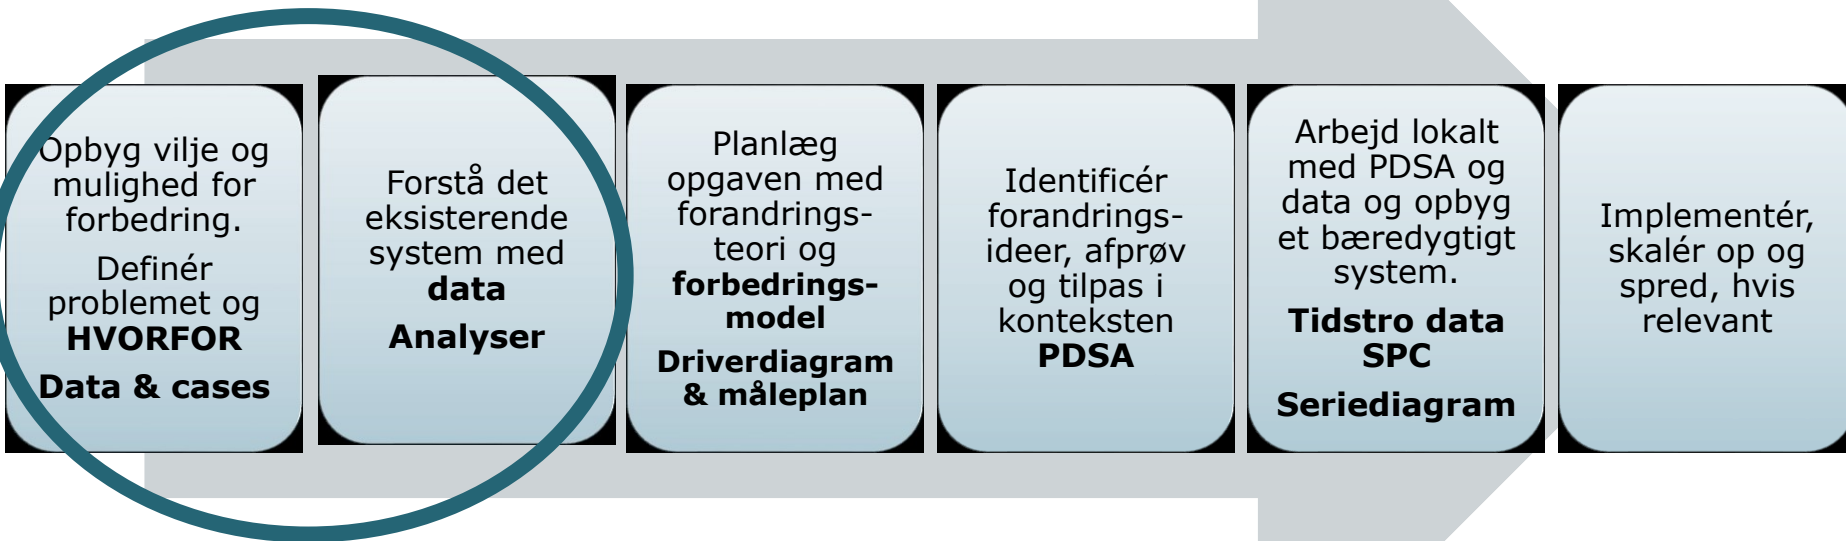 Opbyg vilje og
mulighed for
forbedring.
Definér
problemet og
HVORFOR
Data & cases
Forstå det
eksisterende
system med
data
Analyser
Planlæg
opgaven med
forandrings-
teori og
forbedrings-
model
Driverdiagram
& måleplan
Identificér
forandrings-
ideer, afprøv
og tilpas i
konteksten
PDSA
Arbejd lokalt
med PDSA og
data og opbyg
et bæredygtigt
system.
Tidstro data
SPC
Seriediagram
Implementér,
skalér op og
spred, hvis
relevant